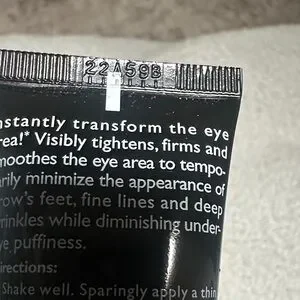 22A59B
nstantly transform the eye
rea!* Visibly tightens, firms and
moothes the eye area to tempo-
arily minimize the appearance of
row's feet, fine lines and deep
rinkles while diminishing under-
ye puffiness.
irections:
Shake well. Sparingly apply a thin